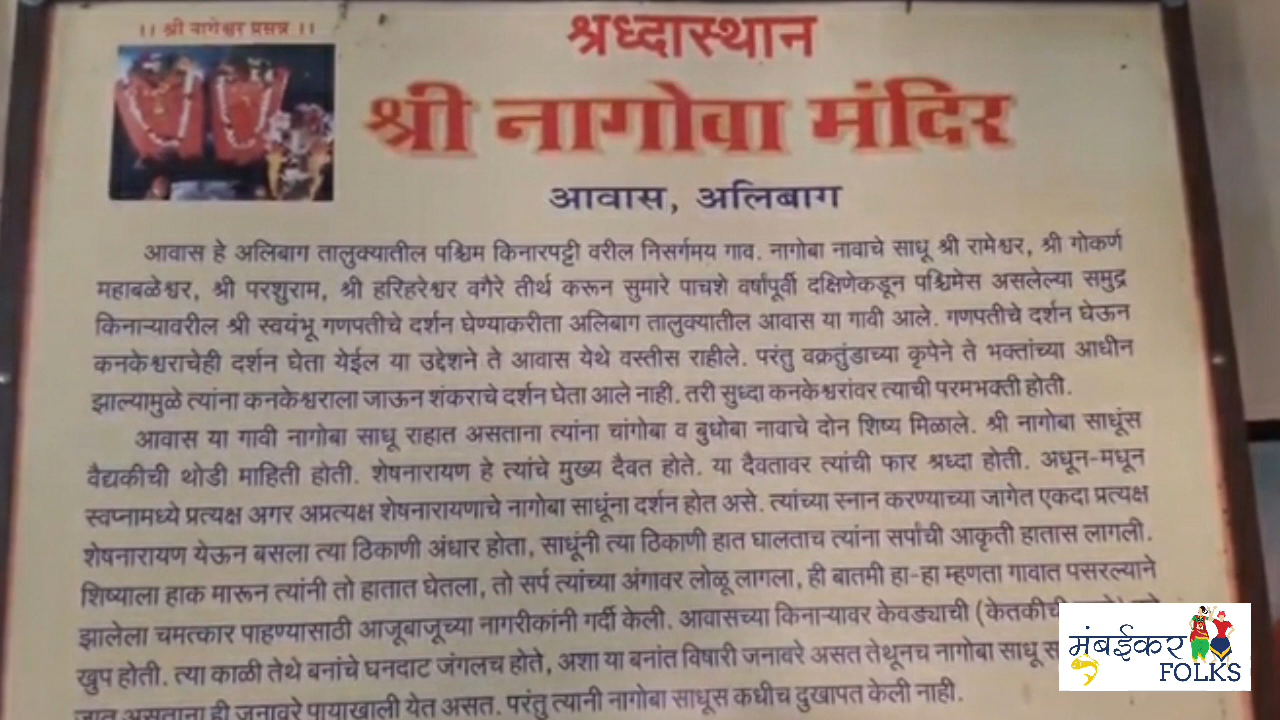 ।। श्री नागेश्वर प्रसन्न ।।
श्रध्दास्थान
श्री नागोवा मंदिर
आवास, अलिबाग
आवास हे अलिबाग तालुक्यातील पश्चिम किनारपट्टी वरील निसर्गमय गाव. नागोबा नावाचे साधू श्री रामेश्वर, श्री गोकर्ण
महाबळेश्वर, श्री परशुराम, श्री हरिहरेश्वर वगैरे तीर्थ करून सुमारे पाचशे वर्षांपूर्वी दक्षिणेकडून पश्चिमेस असलेल्या समुद्र
किनाऱ्यावरील श्री स्वयंभू गणपतीचे दर्शन घेण्याकरीता अलिबाग तालुक्यातील आवास या गावी आले. गणपतीचे दर्शन घेऊन
कनकेश्वराचेही दर्शन घेता येईल या उद्देशने ते आवास येथे वस्तीस राहीले. परंतु वक्रतुंडाच्या कृपेने ते भक्तांच्या आधीन
झाल्यामुळे त्यांना कनकेश्वराला जाऊन शंकराचे दर्शन घेता आले नाही. तरी सुध्दा कनकेश्वरांवर त्याची परमभक्ती होती.
आवास या गावी नागोबा साधू राहात असताना त्यांना चांगोबा व बुधोबा नावाचे दोन शिष्य मिळाले. श्री नागोबा साधूंस
वैद्यकीची थोडी माहिती होती. शेषनारायण हे त्यांचे मुख्य दैवत होते. या दैवतावर त्यांची फार श्रध्दा होती. अधून-मधून
स्वप्नामध्ये प्रत्यक्ष अगर अप्रत्यक्ष शेषनारायणाचे नागोबा साधूंना दर्शन होत असे. त्यांच्या स्नान करण्याच्या जागेत एकदा प्रत्यक्ष
शेषनारायण येऊन बसला त्या ठिकाणी अंधार होता, साधूंनी त्या ठिकाणी हात घालताच त्यांना सर्पाची आकृती हातास लागली.
शिष्याला हाक मारून त्यांनी तो हातात घेतला, तो सर्प त्यांच्या अंगावर लोळू लागला, ही बातमी हा-हा म्हणता गावात पसरल्याने
झालेला चमत्कार पाहण्यासाठी आजूबाजूच्या नागरीकांनी गर्दी केली. आवासच्या किनाऱ्यावर केवड्याची (केतकीची
खुप होती. त्या काळी तेथे बनांचे घनदाट जंगलच होते, अशा या बनांत विषारी जनावरे असत तेथूनच नागोबा साधू
जात असताना ही जनावरे पायाखाली येत असत. परंतु त्यानी नागोबा साधूस कधीच दुखापत केली नाही.
मुंबईकर
FOLKS